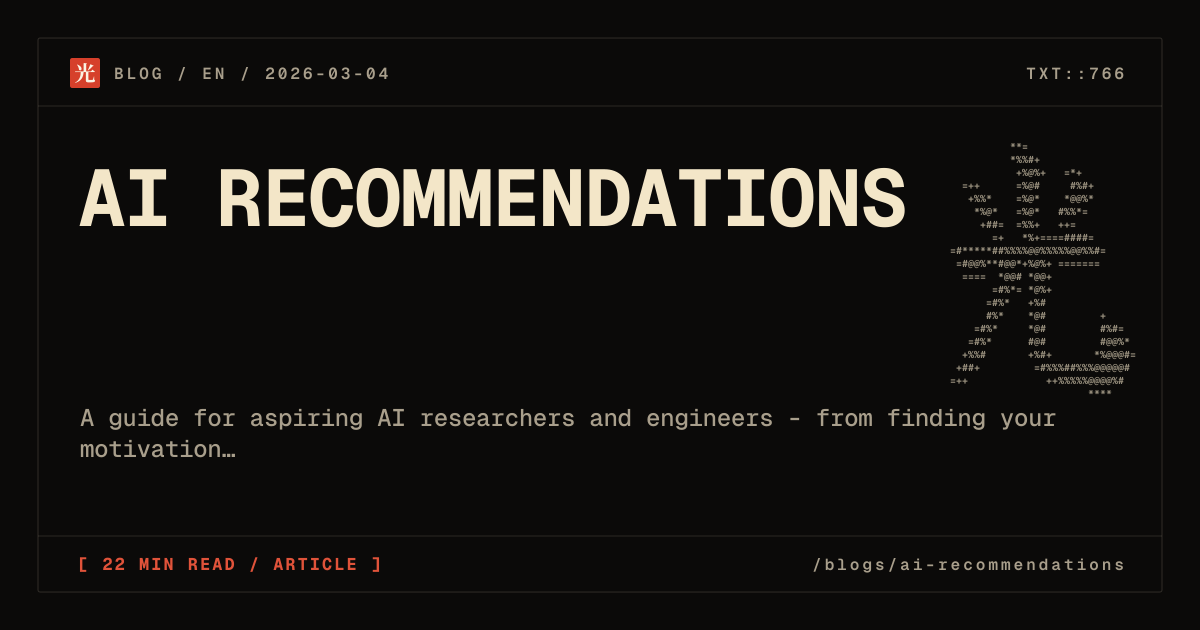 光 BLOG / EN / 2026-03-04
TXT::766
AI RECOMMENDATIONS
A guide for aspiring AI researchers and engineers - from finding your
motivation…
[ 22 MIN READ / ARTICLE ]
/blogs/ai-recommendations